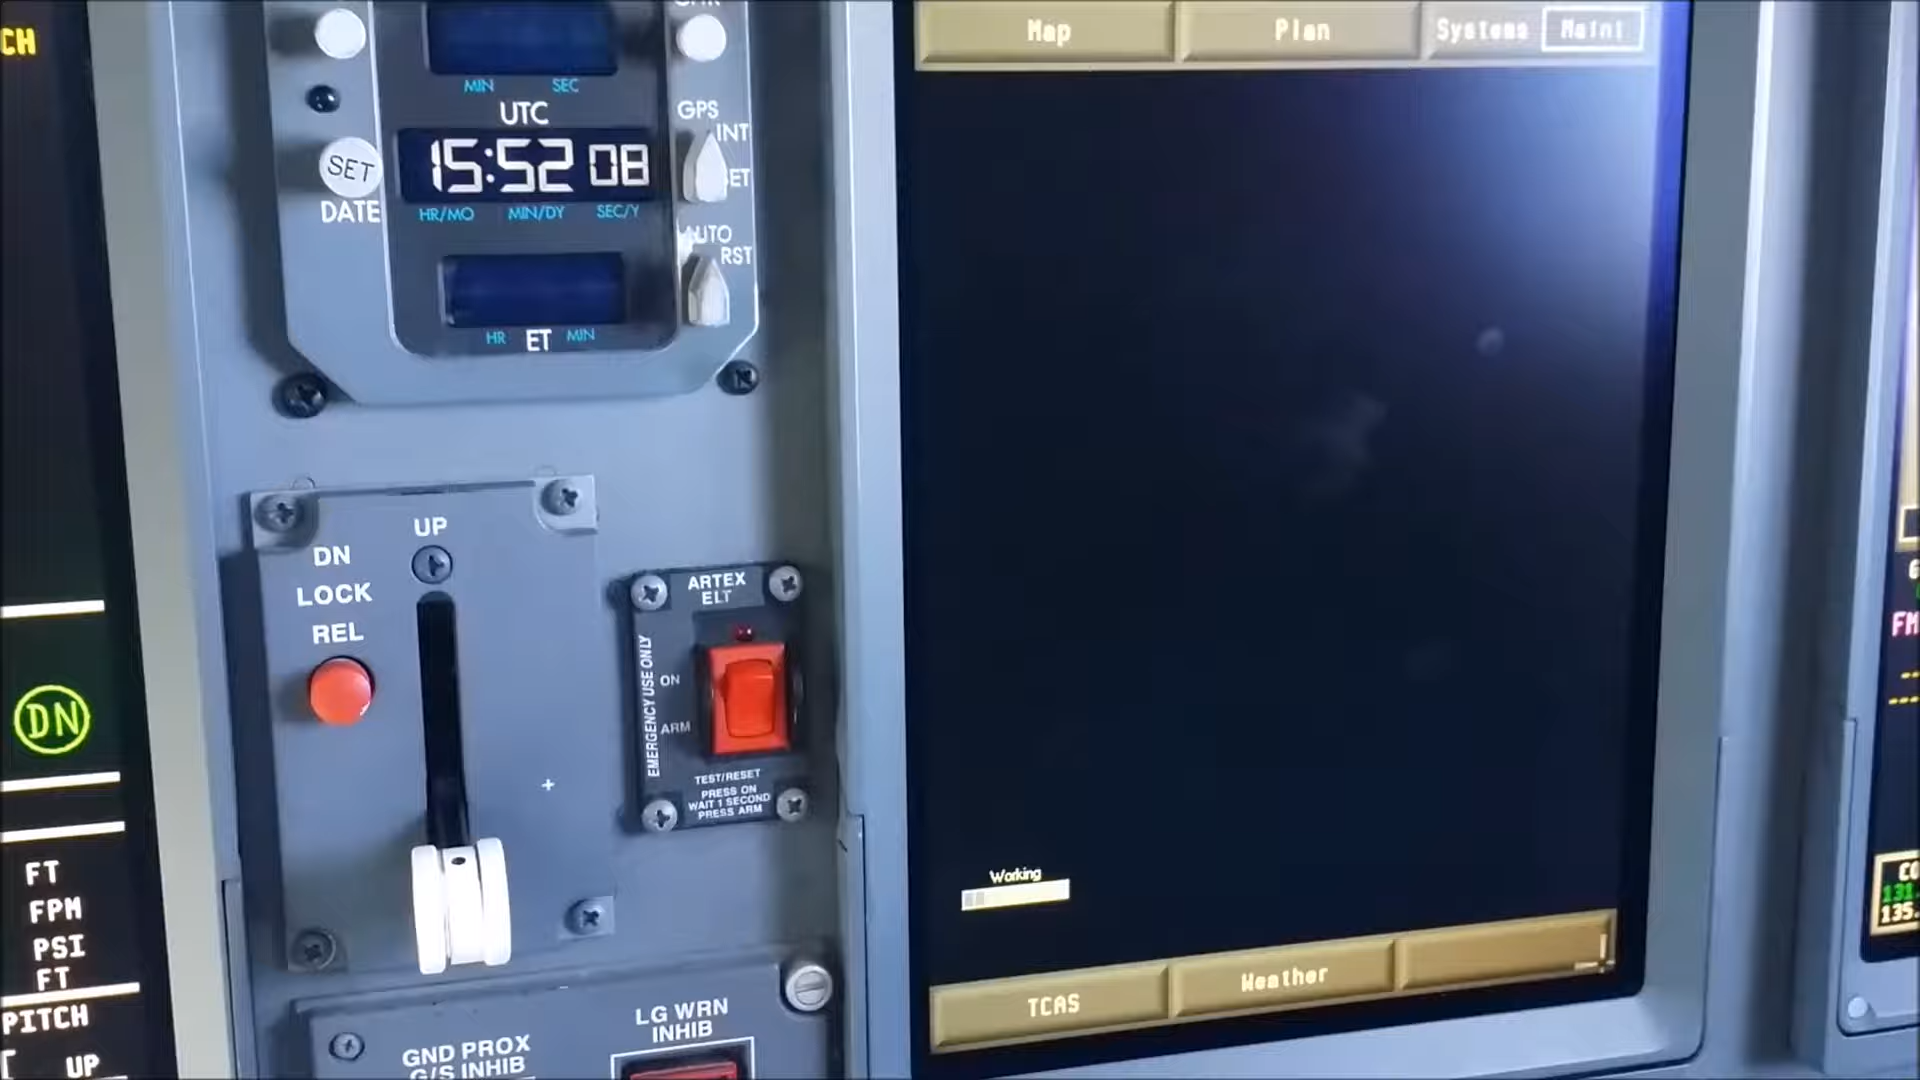 CH
MIN SEC
UTC
GPS
INT
15:52 08
SET
DATE
HR/MO MIN/DY SEC/Y
AUTO
RST
HR ET MIN
UP
DN
LOCK
REL
ARTEX
ELT
EMERGENCY USE ONLY
ON
ARM
TEST/RESET
PRESS ON
WAIT 1 SECOND
PRESS ARM
DN
FT
FPM
PSI
FT
PITCH
UP
LG WRN
INHIB
GND PROX
G/S INHIB
Map Plan Systems Maint
Working
TCAS Weather
FM
CO
131.
135.